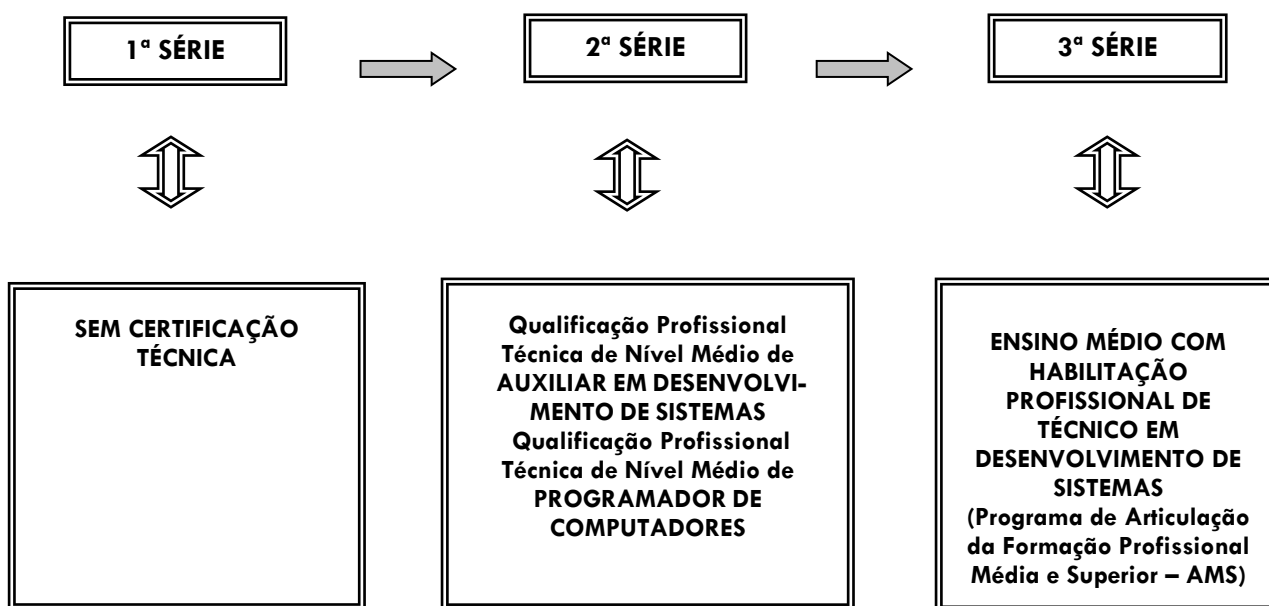 1ª SÉRIE
2ª SÉRIE
3ª SÉRIE
SEM CERTIFICAÇÃO
TÉCNICA
Qualificação Profissional
Técnica de Nível Médio de
AUXILIAR EM DESENVOLVI-
MENTO DE SISTEMAS
Qualificação Profissional
Técnica de Nível Médio de
PROGRAMADOR DE
COMPUTADORES
ENSINO MÉDIO COM
HABILITAÇÃO
PROFISSIONAL DE
TÉCNICO EM
DESENVOLVIMENTO DE
SISTEMAS
(Programa de Articulação
da Formação Profissional
Média e Superior – AMS)